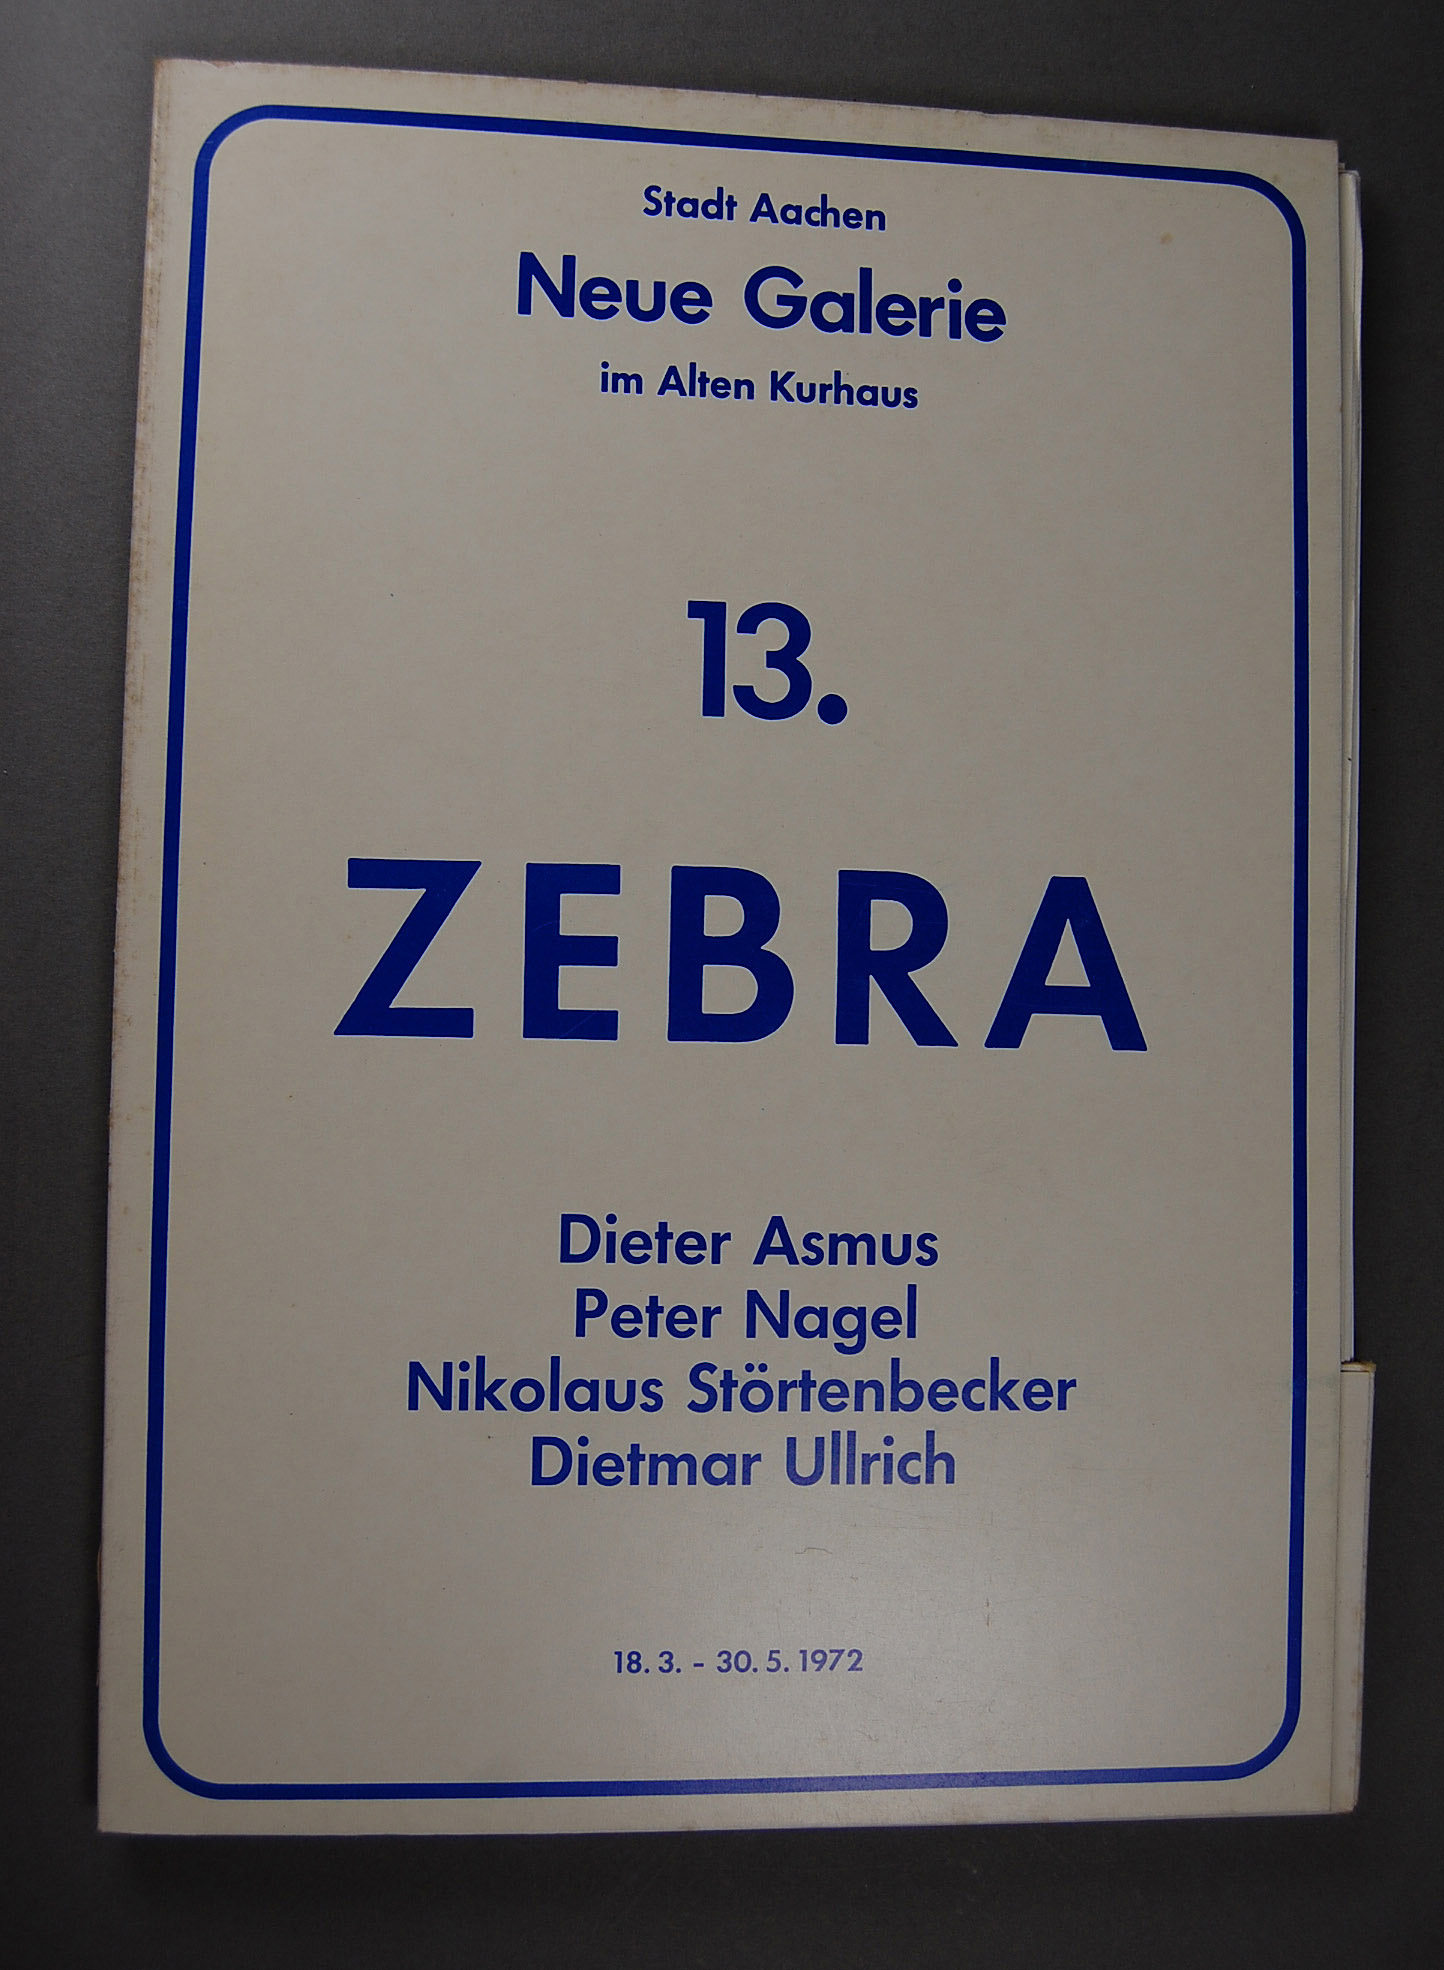 Stadt Aachen
Neue Galerie
im Alten Kurhaus
13.
ZEBRA
Dieter Asmus
Peter Nagel
Nikolaus Störtenbecker
Dietmar Ullrich
18. 3. - 30. 5. 1972